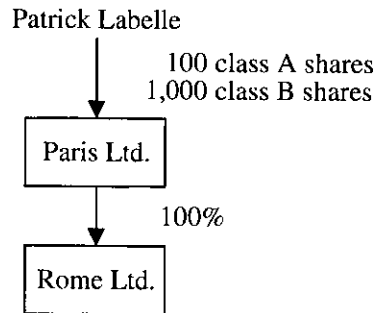 Patrick Labelle
100 class A shares
1,000 class B shares
Paris Ltd.
100%
Rome Ltd.